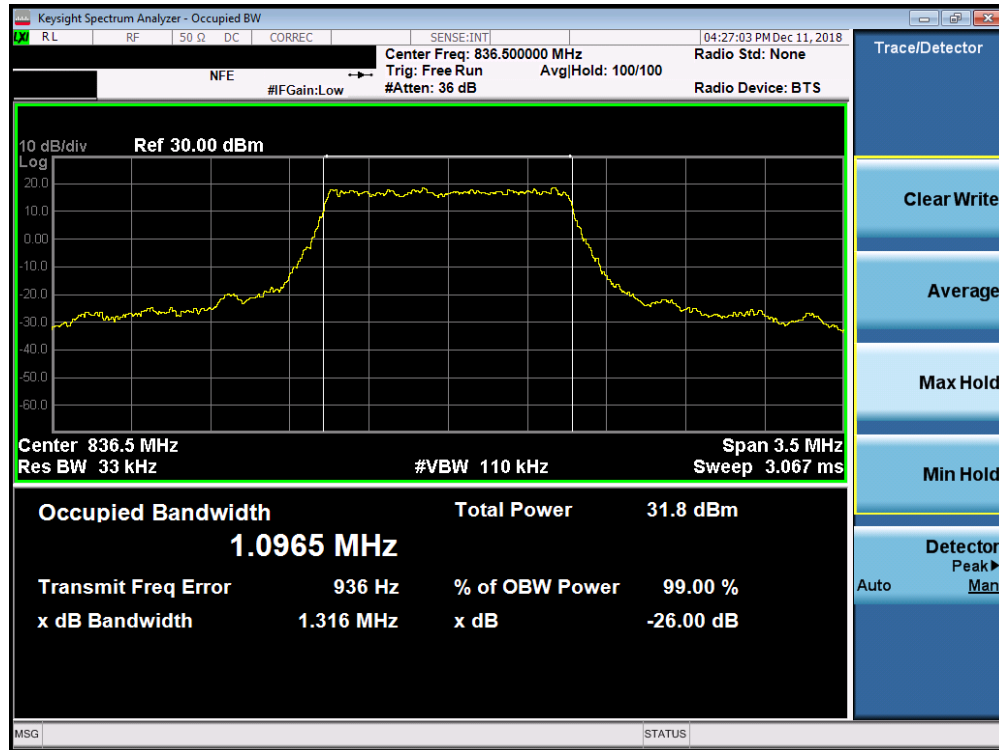 Keysight Spectrum Analyzer - Occupied BW
LXI RL RF 50 Ω DC CORREC SENSE:INT 04:27:03 PM Dec 11, 2018
Center Freq: 836.500000 MHz Radio Std: None
NFE Trig: Free Run Avg|Hold: 100/100
#IFGain:Low #Atten: 36 dB Radio Device: BTS
10 dB/div Ref 30.00 dBm
Log
20.0
10.0
0.00
-10.0
-20.0
-30.0
-40.0
-50.0
-60.0
Center 836.5 MHz Span 3.5 MHz
Res BW 33 kHz #VBW 110 kHz Sweep 3.067 ms
Occupied Bandwidth Total Power 31.8 dBm
1.0965 MHz
Transmit Freq Error 936 Hz % of OBW Power 99.00 %
x dB Bandwidth 1.316 MHz x dB -26.00 dB
Trace/Detector
Clear Write
Average
Max Hold
Min Hold
Detector
Peak▶
Auto Man
MSG STATUS